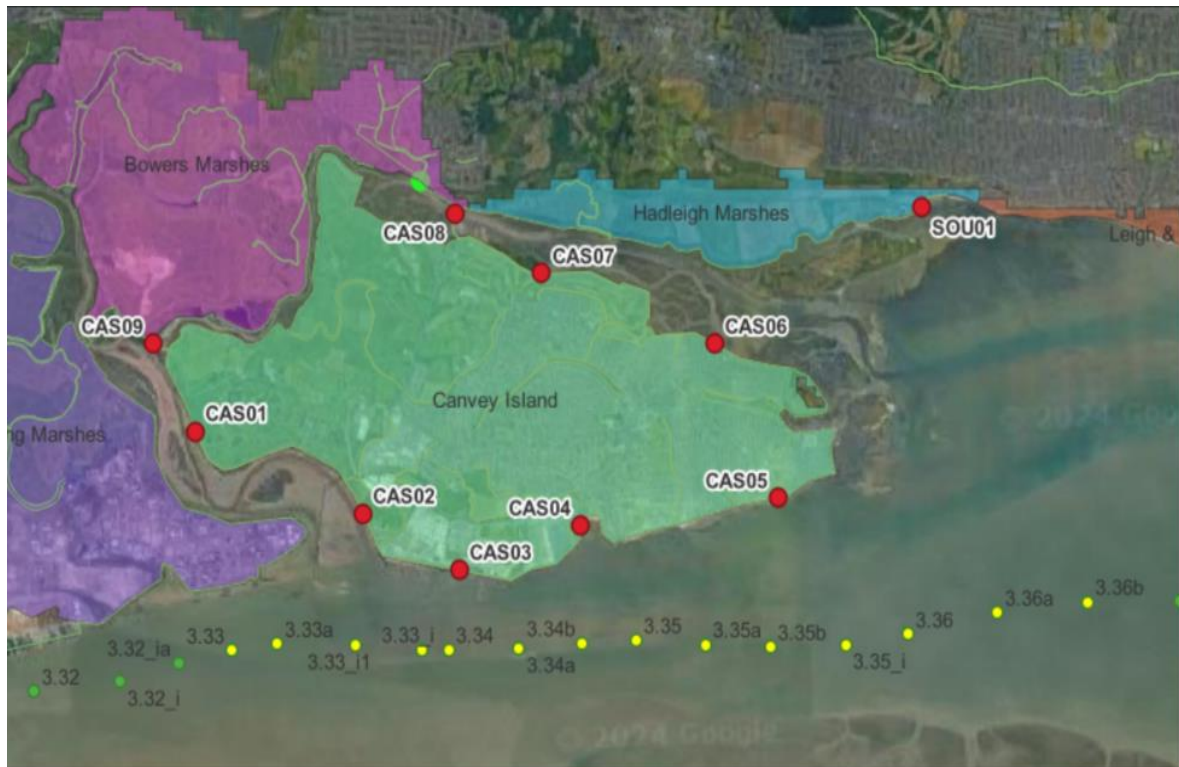 Bowers Marshes
Hadleigh Marshes
CAS08
SOU01
Leigh &
CAS07
CAS09
CAS06
Canvey Island
© 2024 Goog
CAS01
ng Marshes
CAS05
CAS02
CAS04
CAS03
3.36a
3.36b
3.33
3.33a
3.33_i
3.34
3.34b
3.35
3.35a
3.35b
3.36
3.32_ia
3.33_i1
3.34a
3.35_i
3.32
3.32_i
© 2024 Google